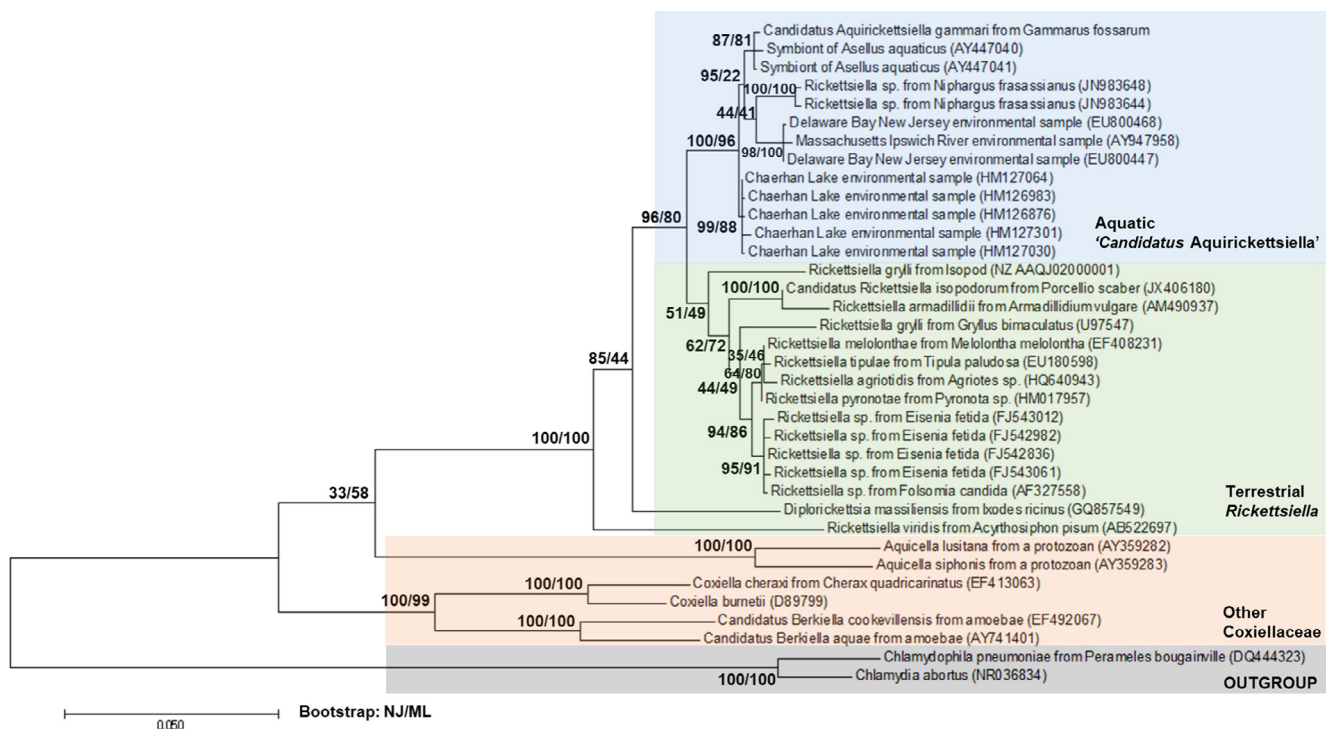 87/81
Candidatus Aquirickettsiella gammari from Gammarus fossarum
Symbiont of Asellus aquaticus (AY447040)
95/22
Symbiont of Asellus aquaticus (AY447041)
100/100
Rickettsiella sp. from Niphargus frasassianus (JN983648)
Rickettsiella sp. from Niphargus frasassianus (JN983644)
44/41
Delaware Bay New Jersey environmental sample (EU800468)
100/96
Massachusetts Ipswich River environmental sample (AY947958)
98/100
Delaware Bay New Jersey environmental sample (EU800447)
Chaerhan Lake environmental sample (HM127064)
Chaerhan Lake environmental sample (HM126983)
96/80
Chaerhan Lake environmental sample (HM126876)
99/88
Chaerhan Lake environmental sample (HM127301)
Chaerhan Lake environmental sample (HM127030)
Aquatic
'Candidatus Aquirickettsiella'
Rickettsiella grylli from Isopod (NZ AAQJ02000001)
100/100
Candidatus Rickettsiella isopodorum from Porcellio scaber (JX406180)
51/49
Rickettsiella armadillidii from Armadillidium vulgare (AM490937)
Rickettsiella grylli from Gryllus bimaculatus (U97547)
62/72
Rickettsiella melolonthae from Melolontha melolontha (EF408231)
85/44
35/46
Rickettsiella tipulae from Tipula paludosa (EU180598)
64/80
Rickettsiella agriotidis from Agriotes sp. (HQ640943)
44/49
Rickettsiella pyronotae from Pyronota sp. (HM017957)
Rickettsiella sp. from Eisenia fetida (FJ543012)
94/86
Rickettsiella sp. from Eisenia fetida (FJ542982)
100/100
Rickettsiella sp. from Eisenia fetida (FJ542836)
95/91
Rickettsiella sp. from Eisenia fetida (FJ543061)
Rickettsiella sp. from Folsomia candida (AF327558)
Terrestrial
Rickettsiella
33/58
Diplorickettsia massiliensis from Ixodes ricinus (GQ857549)
Rickettsiella viridis from Acyrthosiphon pisum (AB522697)
100/100
Aquicella lusitana from a protozoan (AY359282)
Aquicella siphonis from a protozoan (AY359283)
100/100
Coxiella cheraxi from Cherax quadricarinatus (EF413063)
100/99
Coxiella burnetii (D89799)
100/100
Candidatus Berkiella cookevillensis from amoebae (EF492067)
Candidatus Berkiella aquae from amoebae (AY741401)
Other
Coxiellaceae
Chlamydophila pneumoniae from Perameles bougainville (DQ444323)
100/100
Chlamydia abortus (NR036834)
OUTGROUP
0.050
Bootstrap: NJ/ML